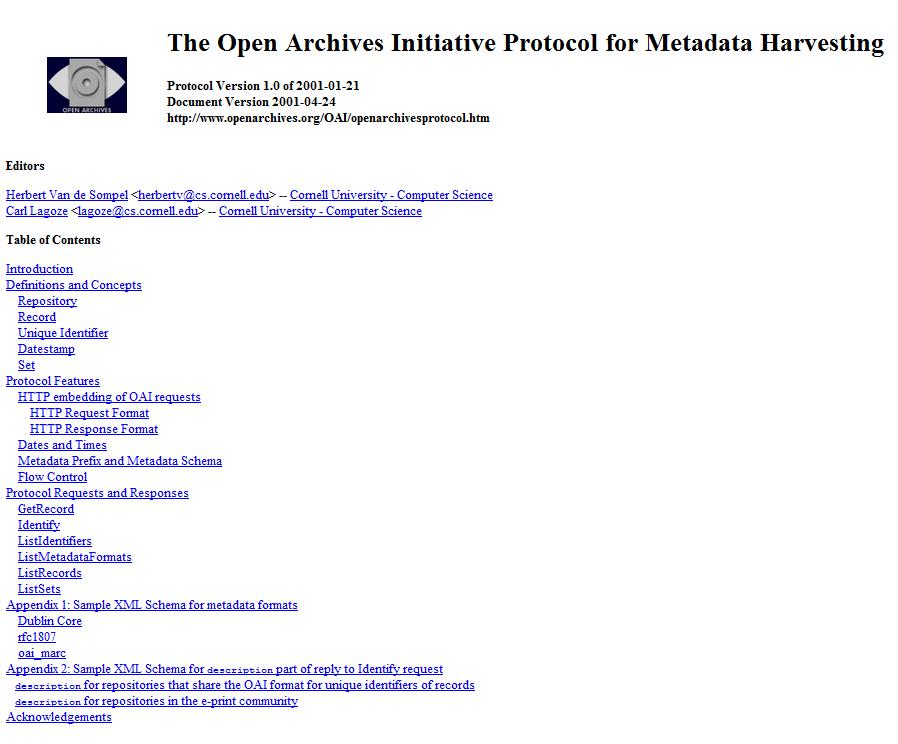 The Open Archives Initiative Protocol for Metadata Harvesting
OPEN ARCHIVES
Protocol Version 1.0 of 2001-01-21
Document Version 2001-04-24
http://www.openarchives.org/OAI/openarchivesprotocol.htm
Editors
Herbert Van de Sompel <herbertv@cs.cornell.edu> -- Cornell University - Computer Science
Carl Lagoze <lagoze@cs.cornell.edu> -- Cornell University - Computer Science
Table of Contents
Introduction
Definitions and Concepts
Repository
Record
Unique Identifier
Datestamp
Set
Protocol Features
HTTP embedding of OAI requests
HTTP Request Format
HTTP Response Format
Dates and Times
Metadata Prefix and Metadata Schema
Flow Control
Protocol Requests and Responses
GetRecord
Identify
ListIdentifiers
ListMetadataFormats
ListRecords
ListSets
Appendix 1: Sample XML Schema for metadata formats
Dublin Core
rfc1807
oai_marc
Appendix 2: Sample XML Schema for description part of reply to Identify request
description for repositories that share the OAI format for unique identifiers of records
description for repositories in the e-print community
Acknowledgements